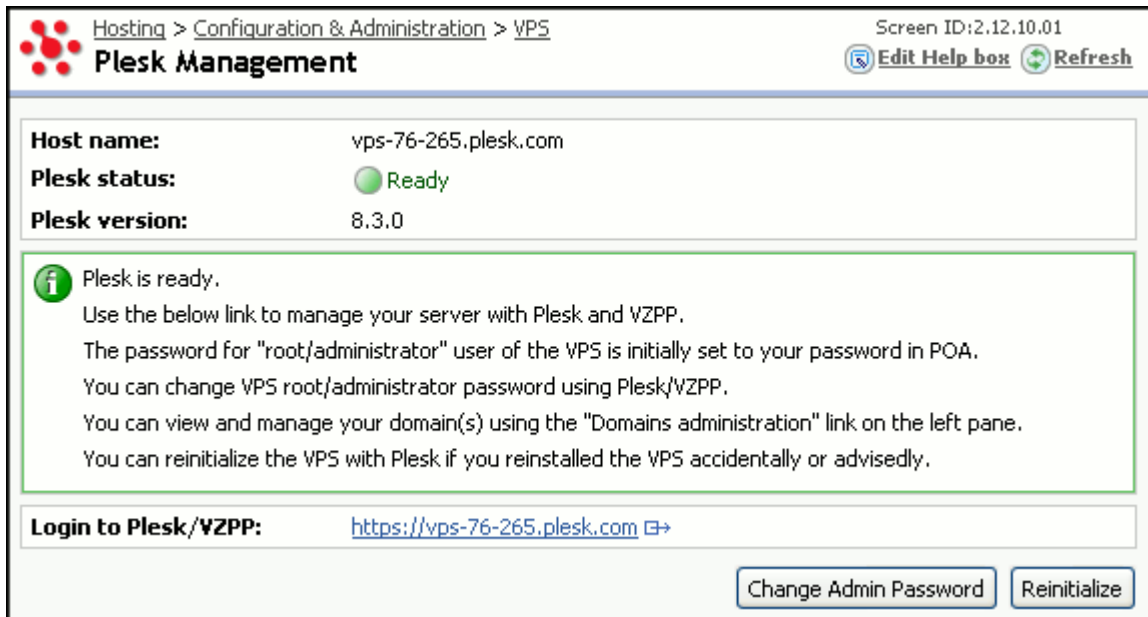 Hosting > Configuration & Administration > VPS
Screen ID:2.12.10.01
Plesk Management
Edit Help box Refresh
Host name: vps-76-265.plesk.com
Plesk status: Ready
Plesk version: 8.3.0
Plesk is ready.
Use the below link to manage your server with Plesk and VZPP.
The password for "root/administrator" user of the VPS is initially set to your password in POA.
You can change VPS root/administrator password using Plesk/VZPP.
You can view and manage your domain(s) using the "Domains administration" link on the left pane.
You can reinitialize the VPS with Plesk if you reinstalled the VPS accidentally or advisedly.
Login to Plesk/VZPP: https://vps-76-265.plesk.com
Change Admin Password Reinitialize